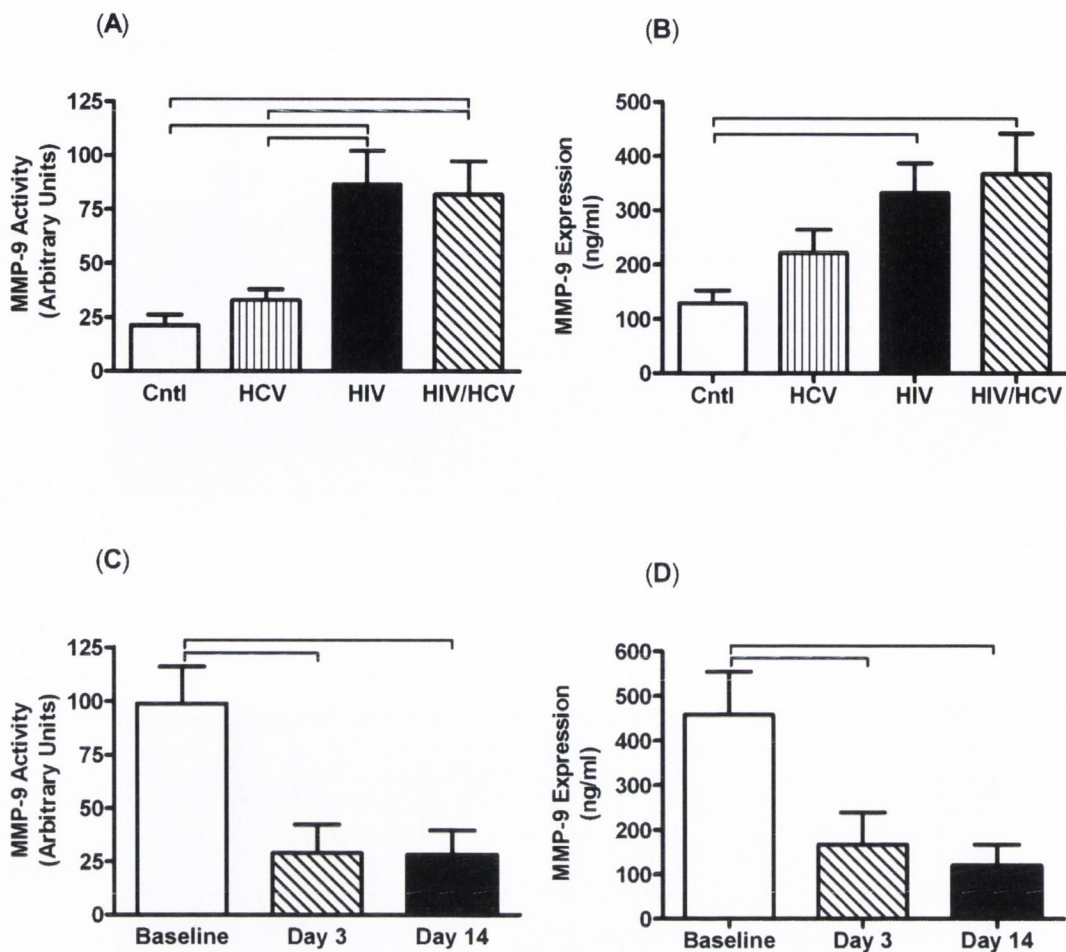 (A)
MMP-9 Activity
(Arbitrary Units)
125
100
75
50
25
0
Cntl HCV HIV HIV/HCV
(B)
MMP-9 Expression
(ng/ml)
500
400
300
200
100
0
Cntl HCV HIV HIV/HCV
(C)
MMP-9 Activity
(Arbitrary Units)
125
100
75
50
25
0
Baseline Day 3 Day 14
(D)
MMP-9 Expression
(ng/ml)
600
500
400
300
200
100
0
Baseline Day 3 Day 14